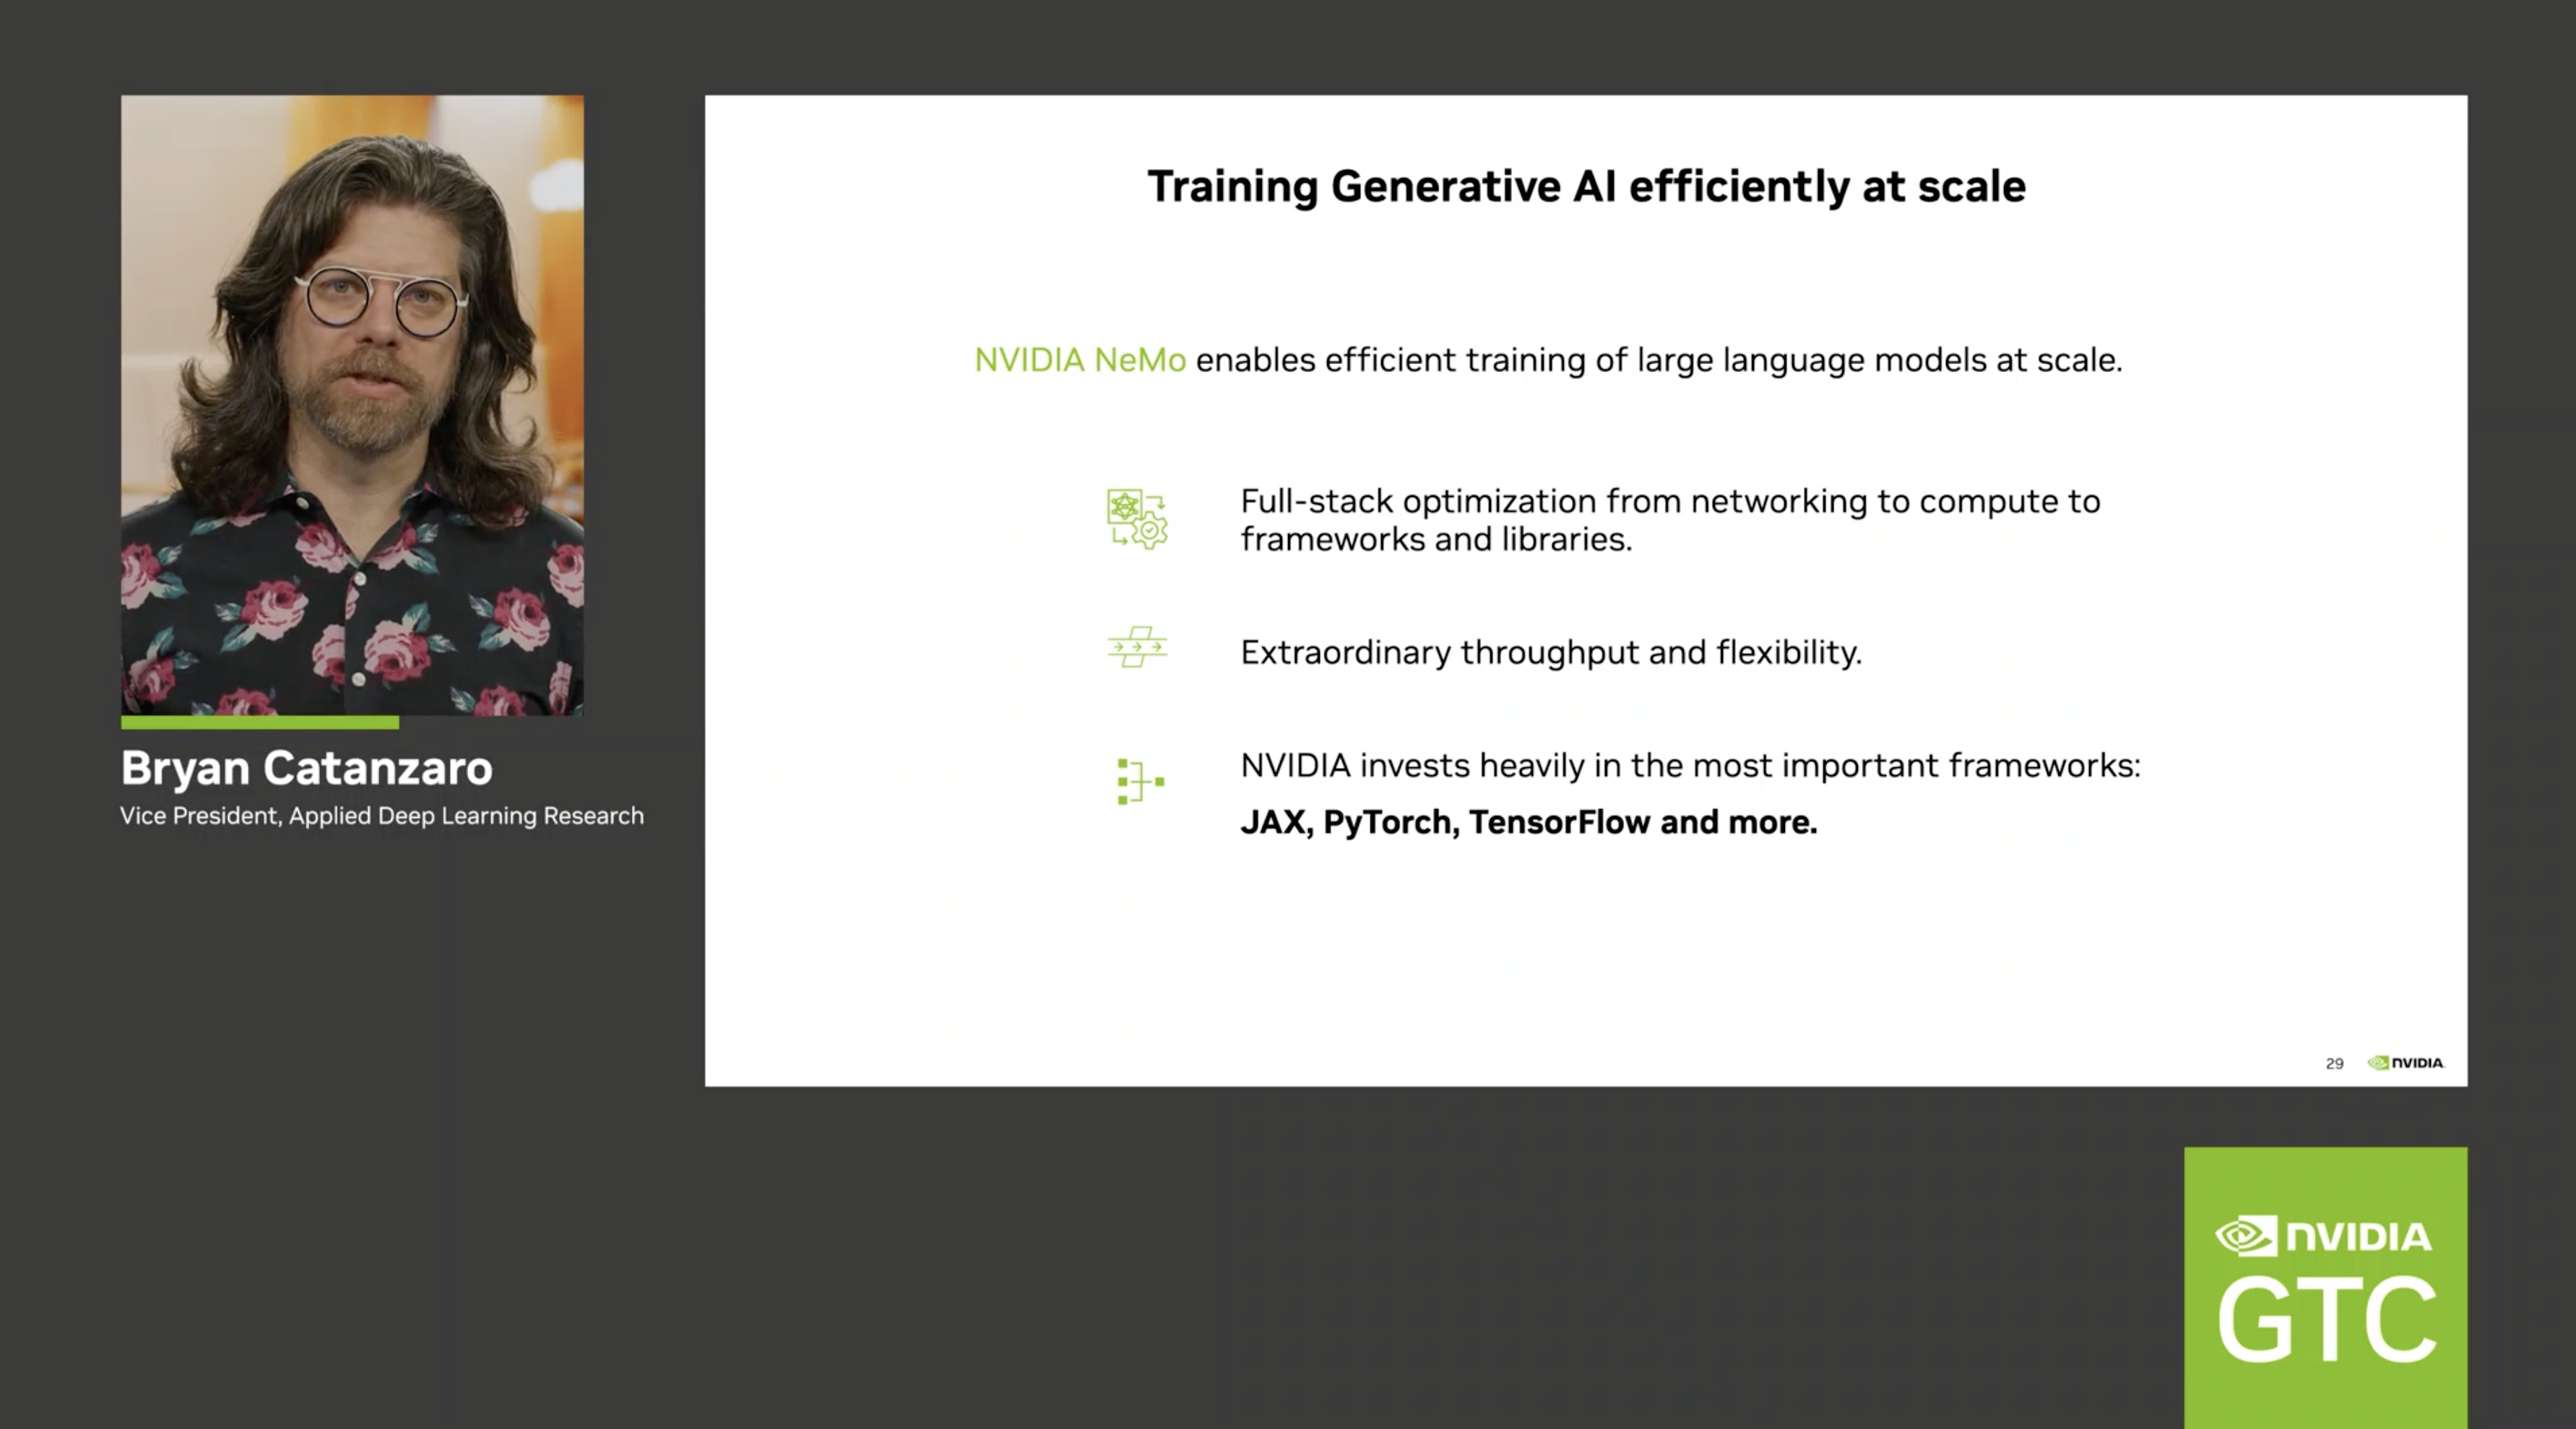 Training Generative AI efficiently at scale
NVIDIA NeMo enables efficient training of large language models at scale.
Full-stack optimization from networking to compute to
frameworks and libraries.
Extraordinary throughput and flexibility.
NVIDIA invests heavily in the most important frameworks:
JAX, PyTorch, TensorFlow and more.
29 NVIDIA
Bryan Catanzaro
Vice President, Applied Deep Learning Research
NVIDIA
GTC